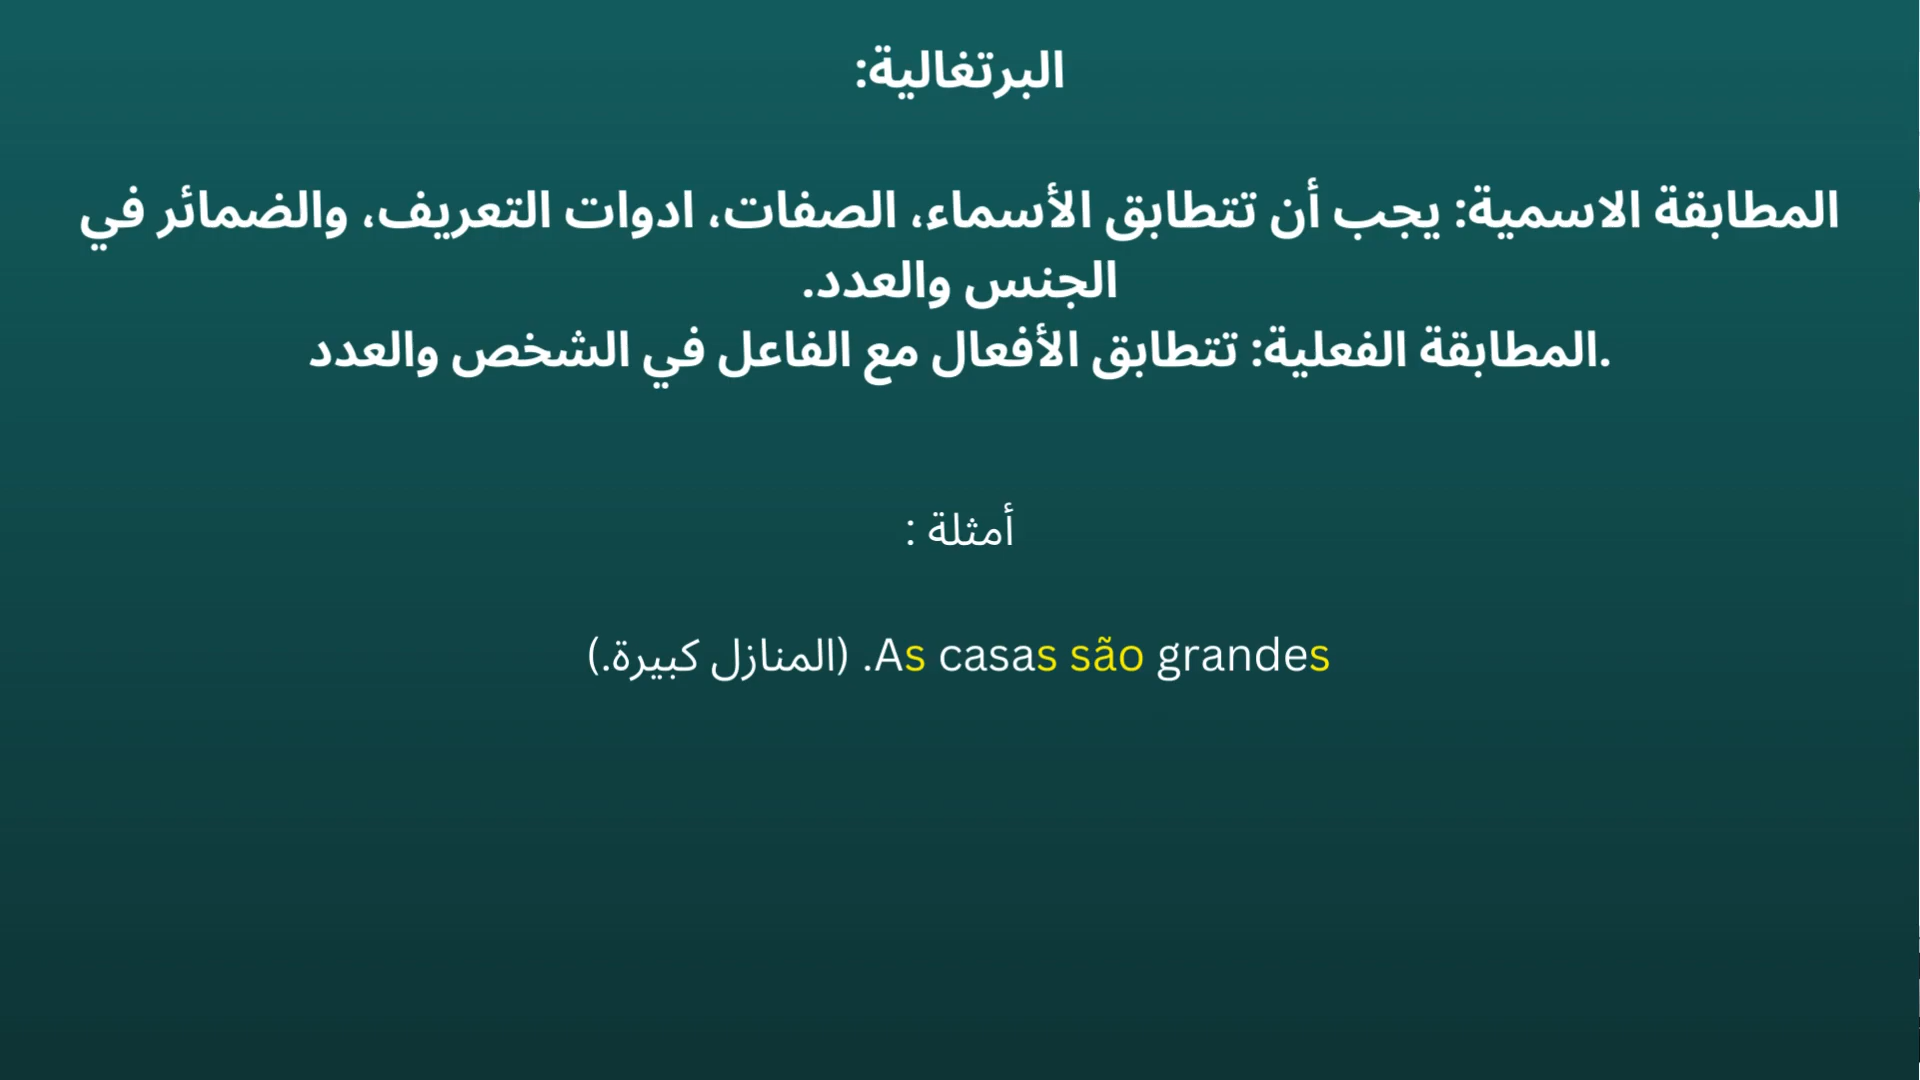 البرتغالية:
المطابقة الاسمية: يجب أن تتطابق الأسماء، الصفات، ادوات التعريف، والضمائر في
الجنس والعدد.
.المطابقة الفعلية: تتطابق الأفعال مع الفاعل في الشخص والعدد
أمثلة :
As casas são grandes. (المنازل كبيرة.)